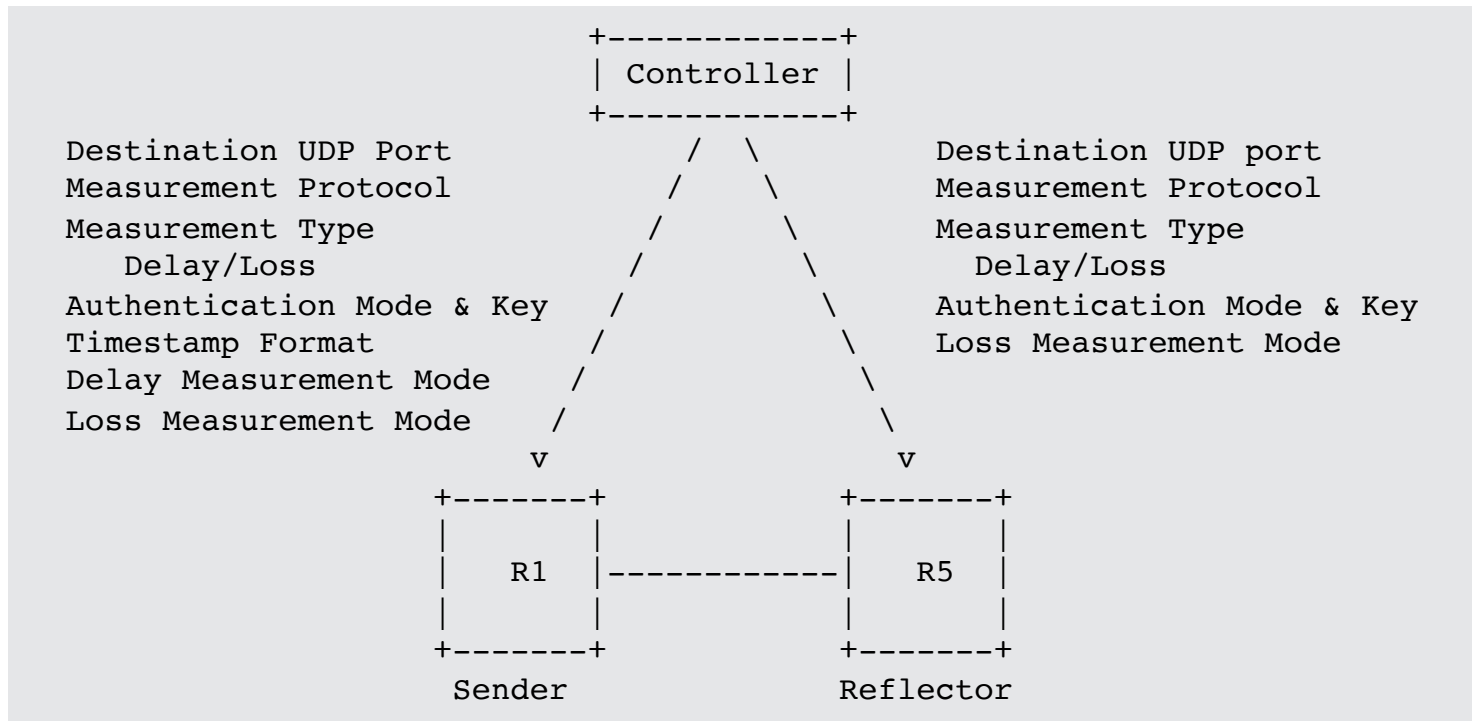 Controller
Destination UDP Port
Measurement Protocol
Measurement Type
Delay/Loss
Authentication Mode & Key
Timestamp Format
Delay Measurement Mode
Loss Measurement Mode
Destination UDP port
Measurement Protocol
Measurement Type
Delay/Loss
Authentication Mode & Key
Loss Measurement Mode
R1
R5
Sender
Reflector